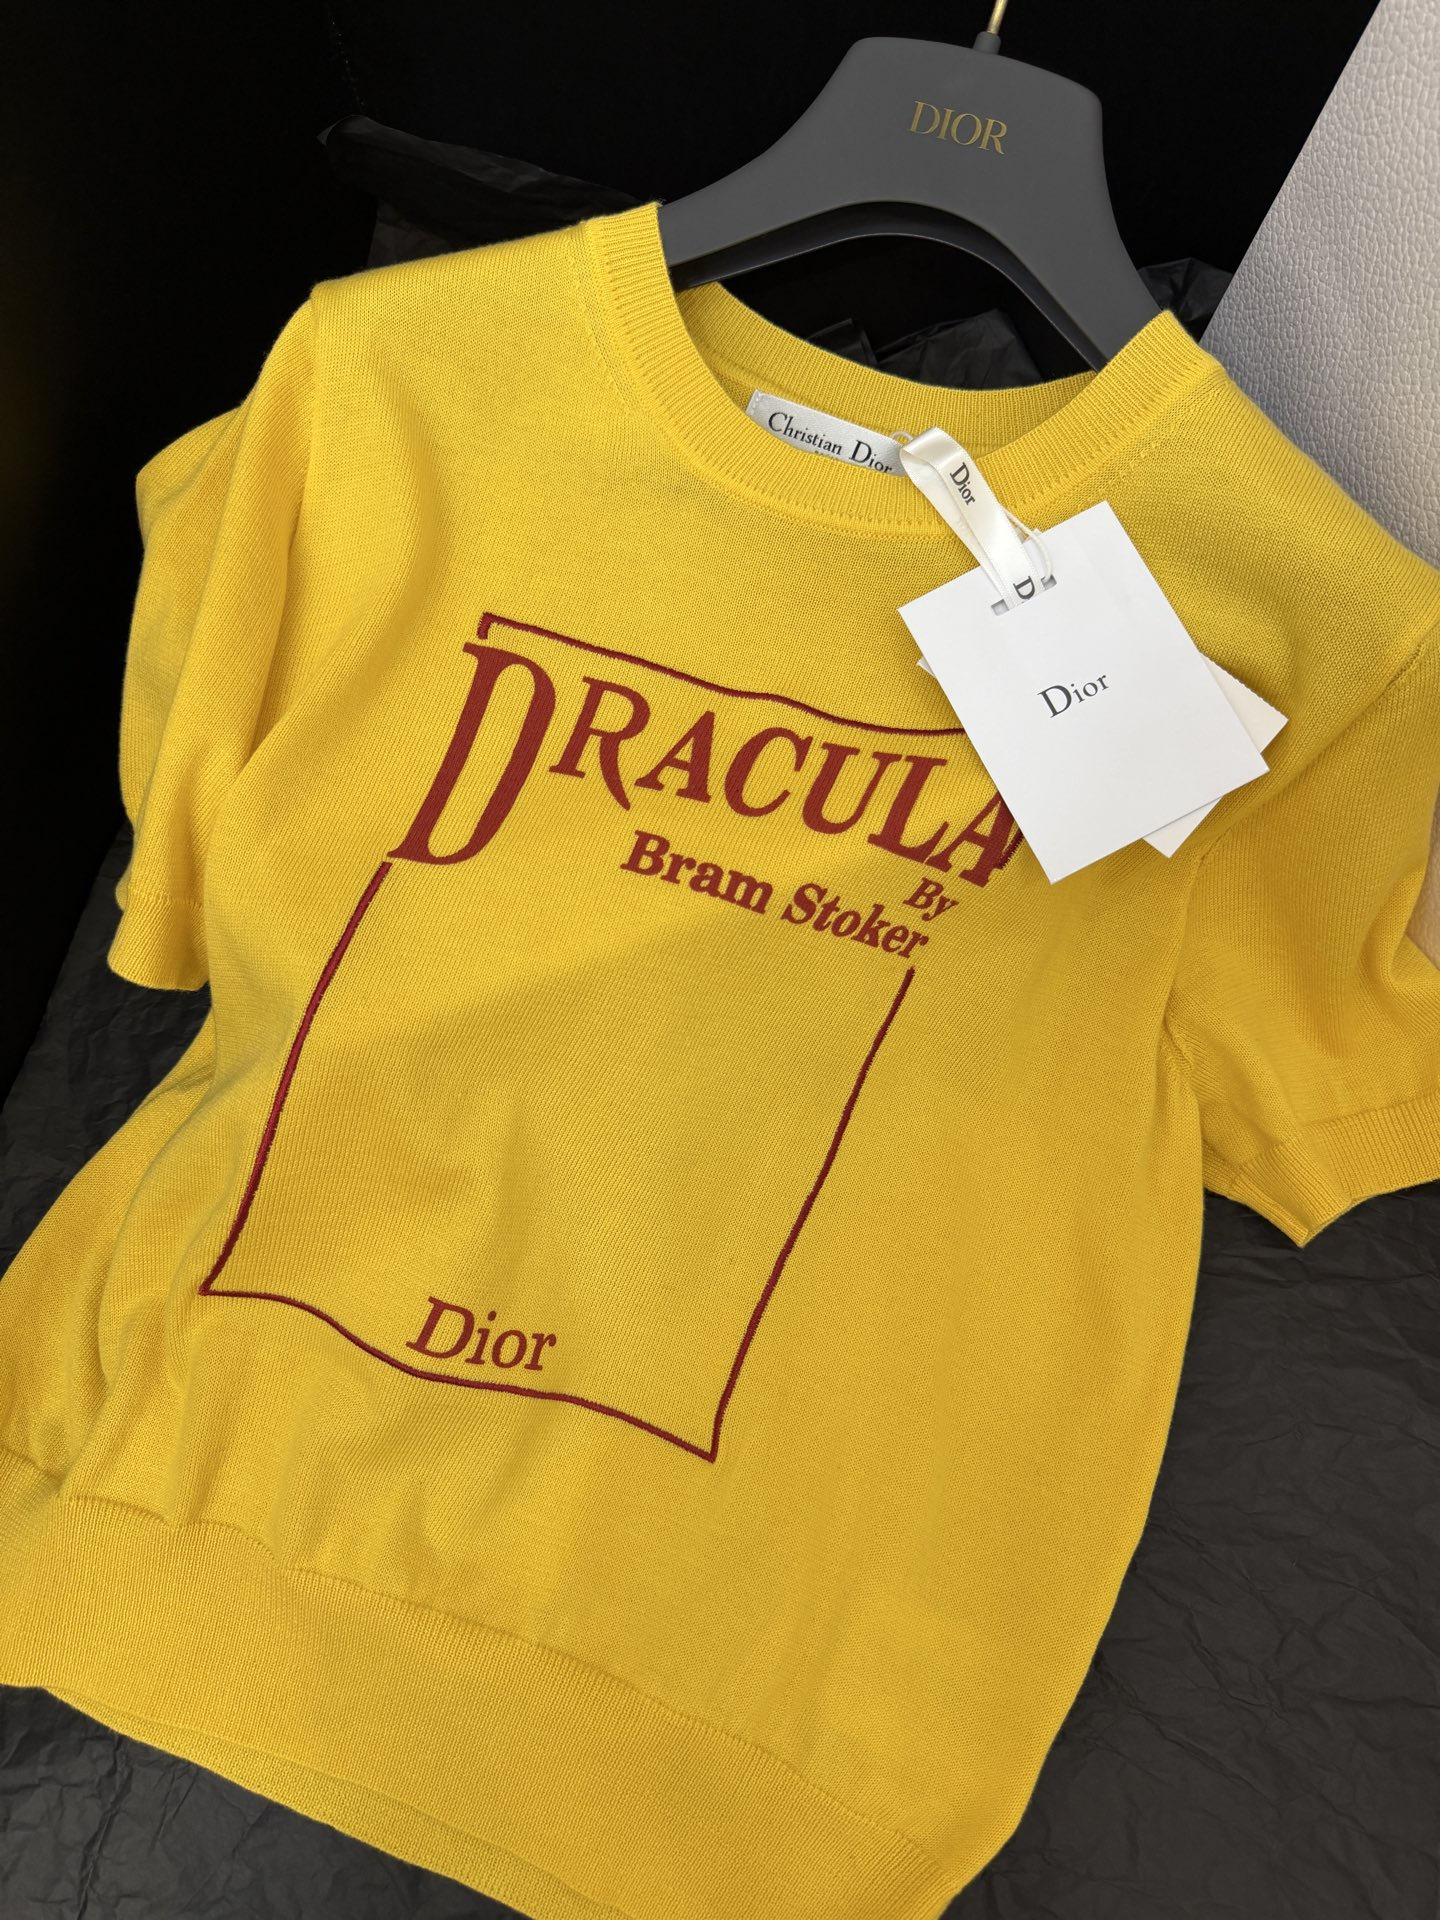 DIOR
Christian Dior
Dior
D
Dior
DRACULA
By
Bram Stoker
Dior